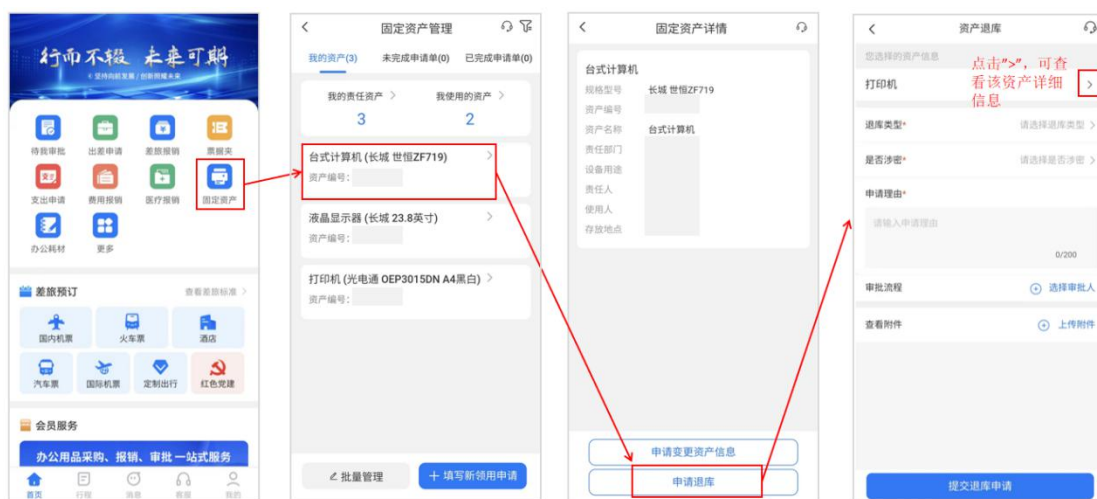 行而不辍 未来可期
待我审批 出差申请 差旅报销 票据夹
支出申请 费用报销 医疗报销 固定资产
办公耗材 更多
差旅预订 查看差旅标准 >
国内机票 火车票 酒店
汽车票 国际机票 定制出行 红色党建
会员服务
办公用品采购、报销、审批一站式服务
首页 行程 消息 客服 我的
< 固定资产管理
我的资产(3) 未完成申请单(0) 已完成申请单(0)
我的责任资产 > 我使用的资产 >
3 2
台式计算机 (长城 世恒ZF719) >
资产编号：
液晶显示器 (长城 23.8英寸) >
资产编号：
打印机 (光电通 OEP3015DN A4黑白) >
资产编号：
批量管理 + 填写新领用申请
< 固定资产详情
台式计算机
规格型号 长城 世恒ZF719
资产编号
资产名称 台式计算机
责任部门
设备用途
责任人
使用人
存放地点
申请变更资产信息
申请退库
< 资产退库
您选择的资产信息
打印机 >
点击">"，可查
看该资产详细
信息
退库类型* 请选择退库类型 >
是否涉密* 请选择是否涉密 >
申请理由*
请输入申请理由
0/200
审批流程 选择审批人
查看附件 上传附件
提交退库申请